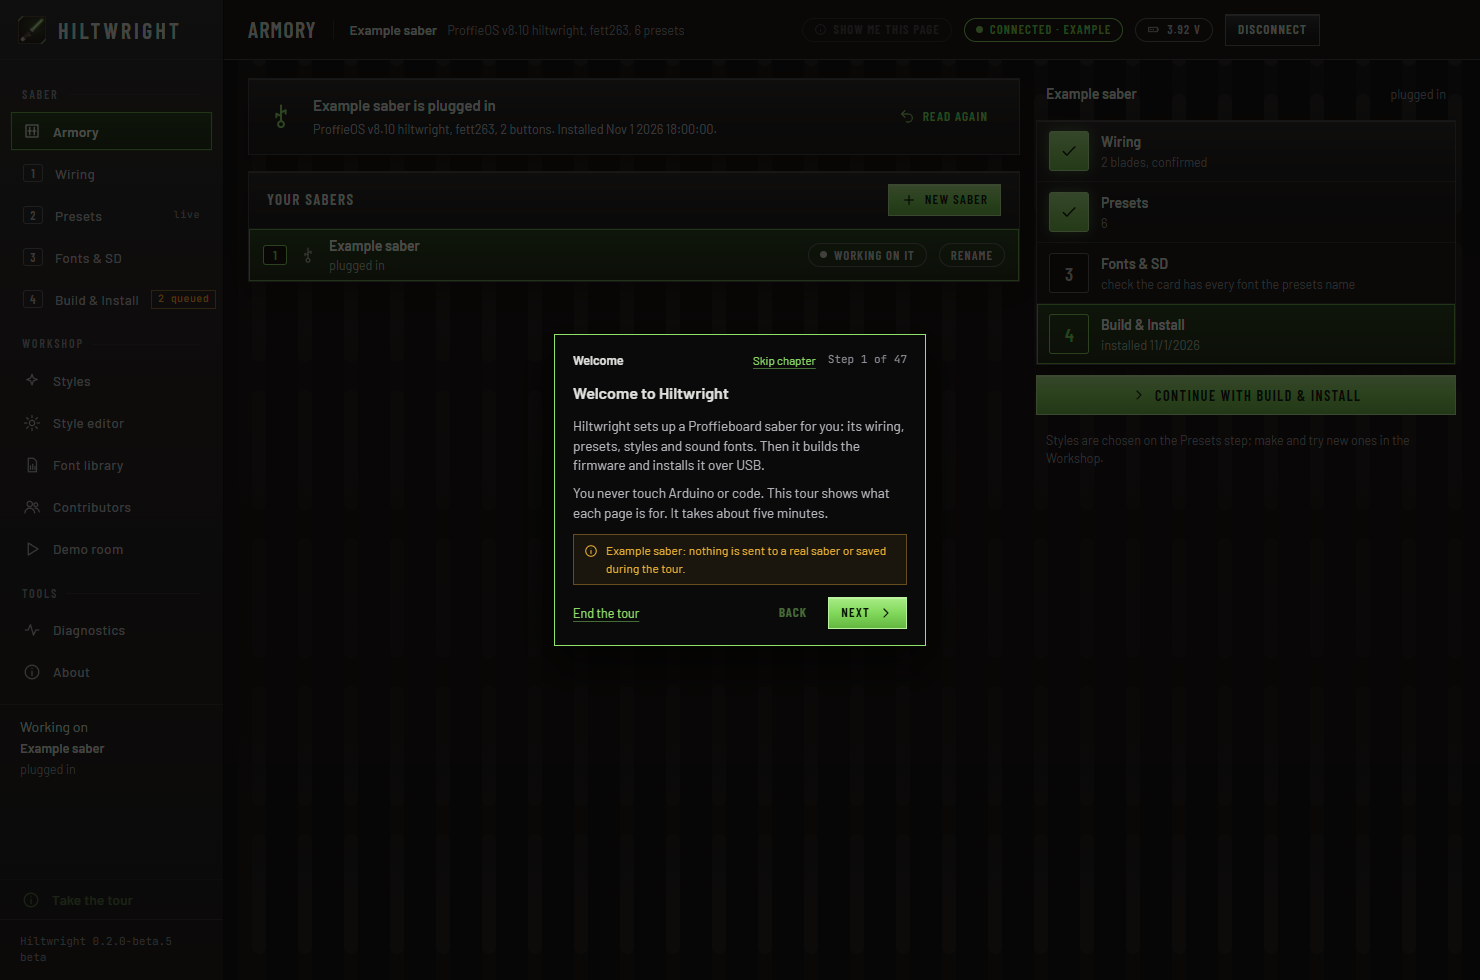 HILTWRIGHT
SABER
Armory
1 Wiring
2 Presets live
3 Fonts & SD
4 Build & Install 2 queued
WORKSHOP
Styles
Style editor
Font library
Contributors
Demo room
TOOLS
Diagnostics
About
Working on
Example saber
plugged in
Take the tour
Hiltwright 0.2.0-beta.5
beta
ARMORY
Example saber ProffieOS v8.10 hiltwright, fett263, 6 presets
SHOW ME THIS PAGE
CONNECTED · EXAMPLE
3.92 V
DISCONNECT
Example saber is plugged in
ProffieOS v8.10 hiltwright, fett263, 2 buttons. Installed Nov 1 2026 18:00:00.
READ AGAIN
YOUR SABERS
NEW SABER
1 Example saber
plugged in
WORKING ON IT
RENAME
Example saber plugged in
Wiring
2 blades, confirmed
Presets
6
3 Fonts & SD
check the card has every font the presets name
4 Build & Install
installed 11/1/2026
CONTINUE WITH BUILD & INSTALL
Styles are chosen on the Presets step; make and try new ones in the
Workshop.
Welcome Skip chapter Step 1 of 47
Welcome to Hiltwright
Hiltwright sets up a Proffieboard saber for you: its wiring,
presets, styles and sound fonts. Then it builds the
firmware and installs it over USB.
You never touch Arduino or code. This tour shows what
each page is for. It takes about five minutes.
Example saber: nothing is sent to a real saber or saved
during the tour.
End the tour BACK NEXT